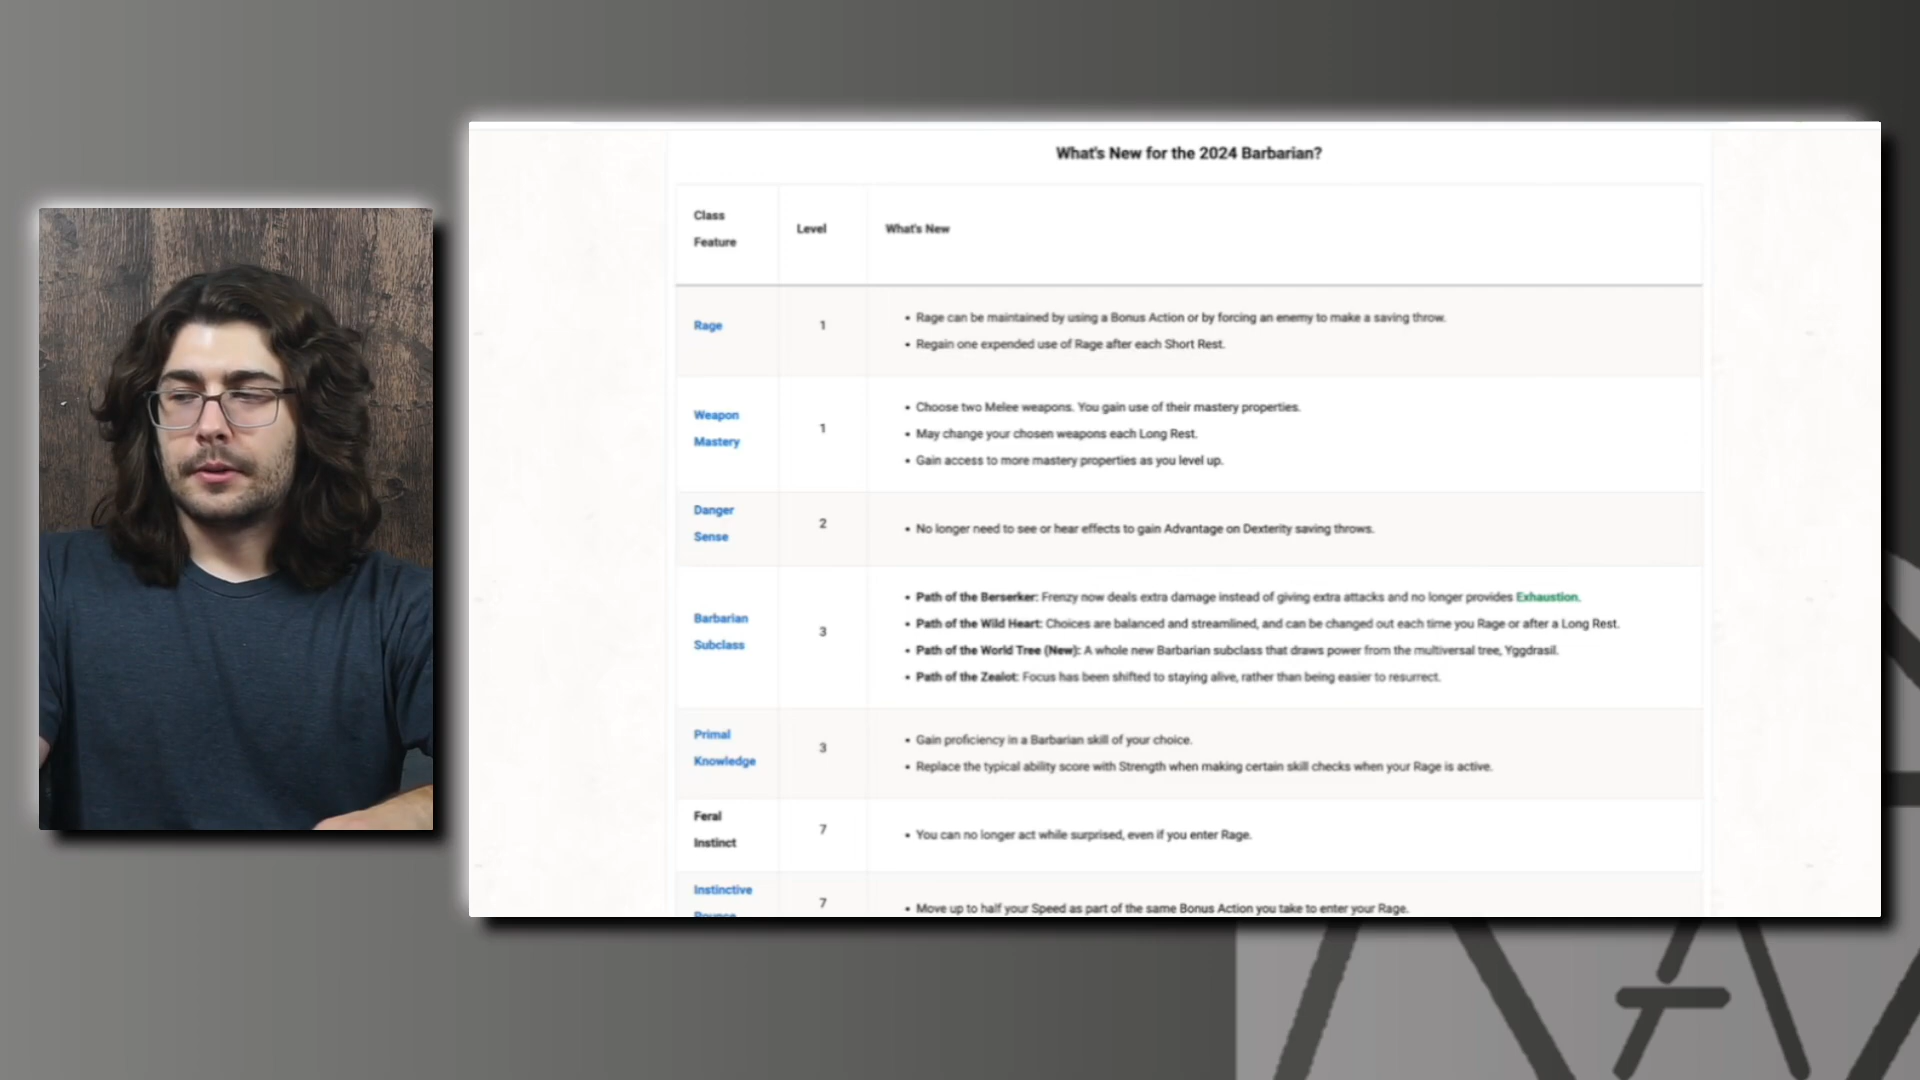 What's New for the 2024 Barbarian?
Class
Feature
Level
What's New
Rage
1
• Rage can be maintained by using a Bonus Action or by forcing an enemy to make a saving throw.
• Regain one expended use of Rage after each Short Rest.
Weapon
Mastery
1
• Choose two Melee weapons. You gain use of their mastery properties.
• May change your chosen weapons each Long Rest.
• Gain access to more mastery properties as you level up.
Danger
Sense
2
• No longer need to see or hear effects to gain Advantage on Dexterity saving throws.
Barbarian
Subclass
3
• Path of the Berserker: Frenzy now deals extra damage instead of giving extra attacks and no longer provides Exhaustion.
• Path of the Wild Heart: Choices are balanced and streamlined, and can be changed out each time you Rage or after a Long Rest.
• Path of the World Tree (New): A whole new Barbarian subclass that draws power from the multiversal tree, Yggdrasil.
• Path of the Zealot: Focus has been shifted to staying alive, rather than being easier to resurrect.
Primal
Knowledge
3
• Gain proficiency in a Barbarian skill of your choice.
• Replace the typical ability score with Strength when making certain skill checks when your Rage is active.
Feral
Instinct
7
• You can no longer act while surprised, even if you enter Rage.
Instinctive
7
• Move up to half your Speed as part of the same Bonus Action you take to enter your Rage.